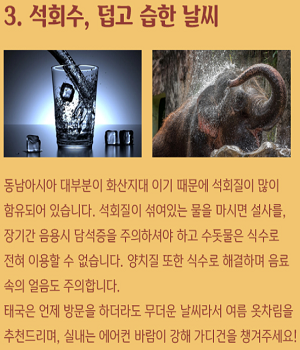 3. 석회수, 덥고 습한 날씨
동남아시아 대부분이 화산지대 이기 때문에 석회질이 많이
함유되어 있습니다. 석회질이 섞여있는 물을 마시면 설사를,
장기간 음용시 담석증을 주의하셔야 하고 수돗물은 식수로
전혀 이용할 수 없습니다. 양치질 또한 식수로 해결하며 음료
속의 얼음도 주의합니다.
태국은 언제 방문을 하더라도 무더운 날씨라서 여름 옷차림을
추천드리며, 실내는 에어컨 바람이 강해 가디건을 챙겨주세요!